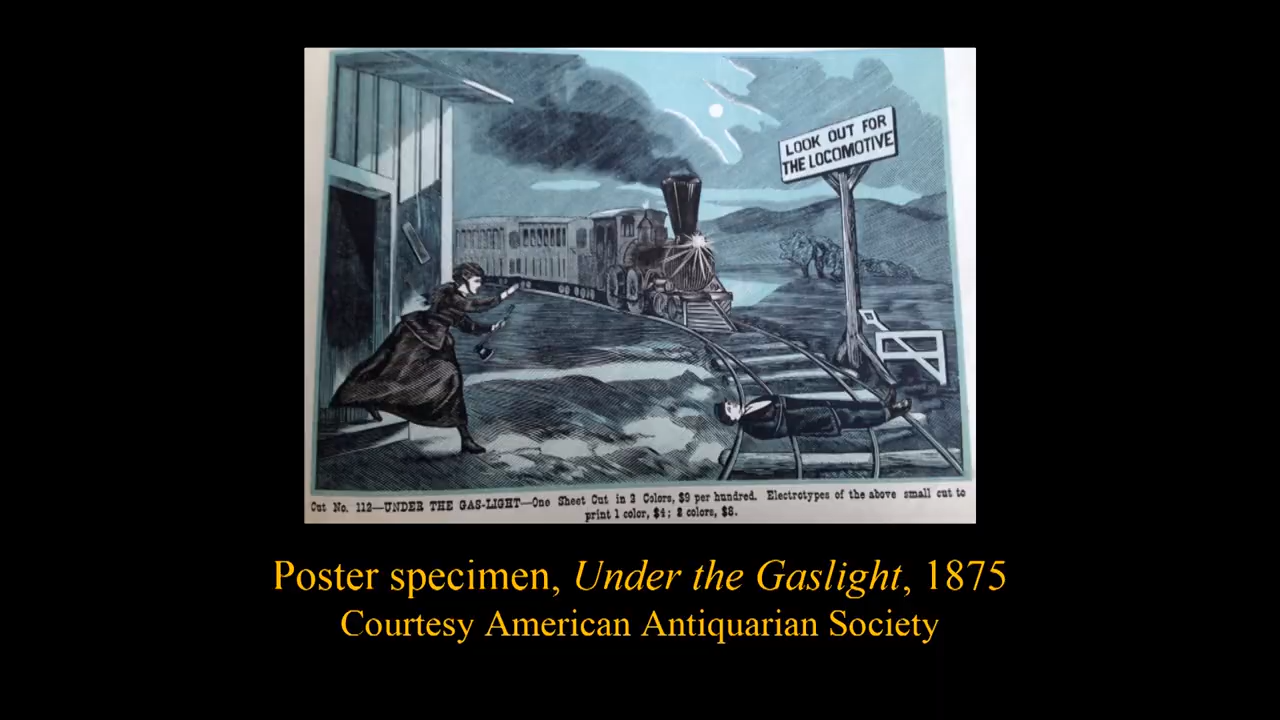 LOOK OUT FOR
THE LOCOMOTIVE
Cut No. 112—UNDER THE GAS-LIGHT—One Sheet Cut in 2 Colors, $9 per hundred. Electrotypes of the above small cut to
print 1 color, $4; 2 colors, $8.
Poster specimen, Under the Gaslight, 1875
Courtesy American Antiquarian Society